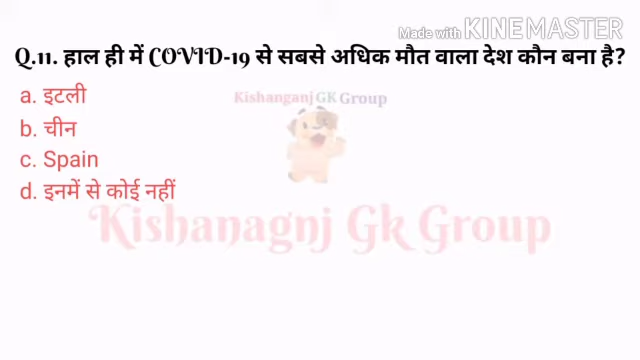 Made with KINEMASTER
Q.11. हाल ही में COVID-19 से सबसे अधिक मौत वाला देश कौन बना है?
a. इटली
Kishanganj GK Group
b. चीन
c. Spain
d. इनमें से कोई नहीं
Kishanagnj Gk Group